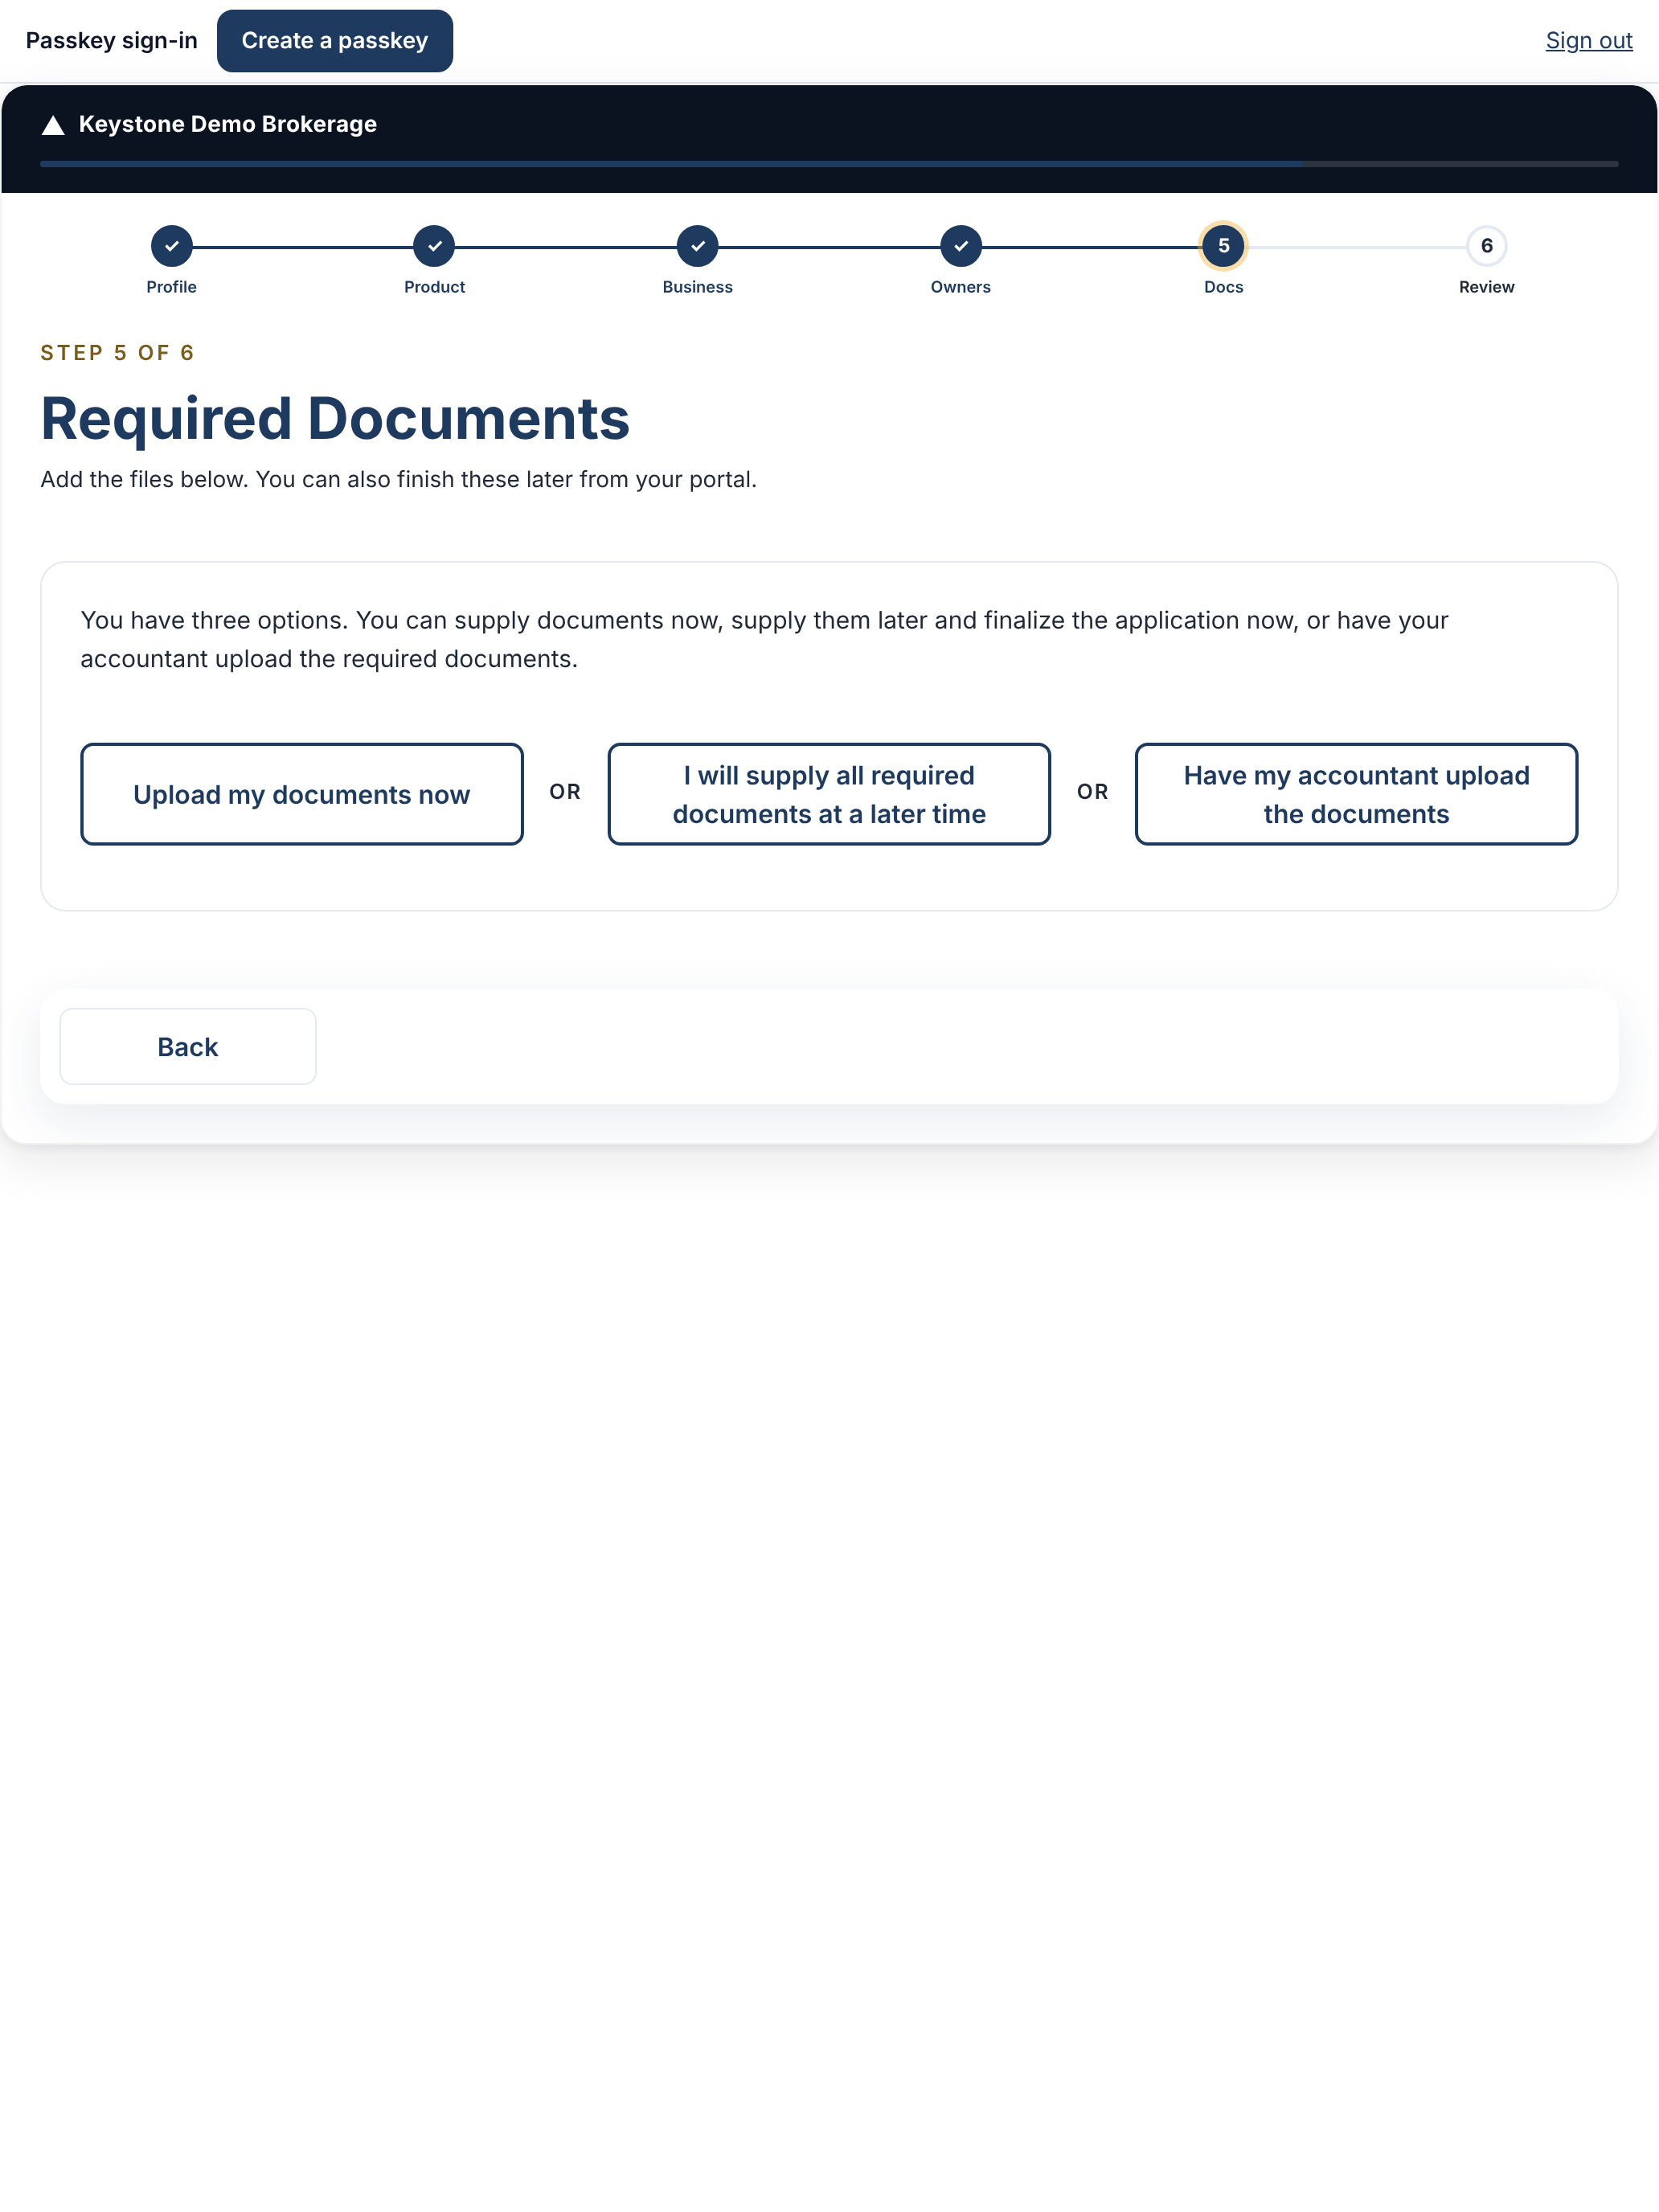 Passkey sign-in
Create a passkey
Sign out
Keystone Demo Brokerage
5
6
Profile
Product
Business
Owners
Docs
Review
STEP 5 OF 6
Required Documents
Add the files below. You can also finish these later from your portal.
You have three options. You can supply documents now, supply them later and finalize the application now, or have your
accountant upload the required documents.
Upload my documents now
OR
I will supply all required
documents at a later time
OR
Have my accountant upload
the documents
Back